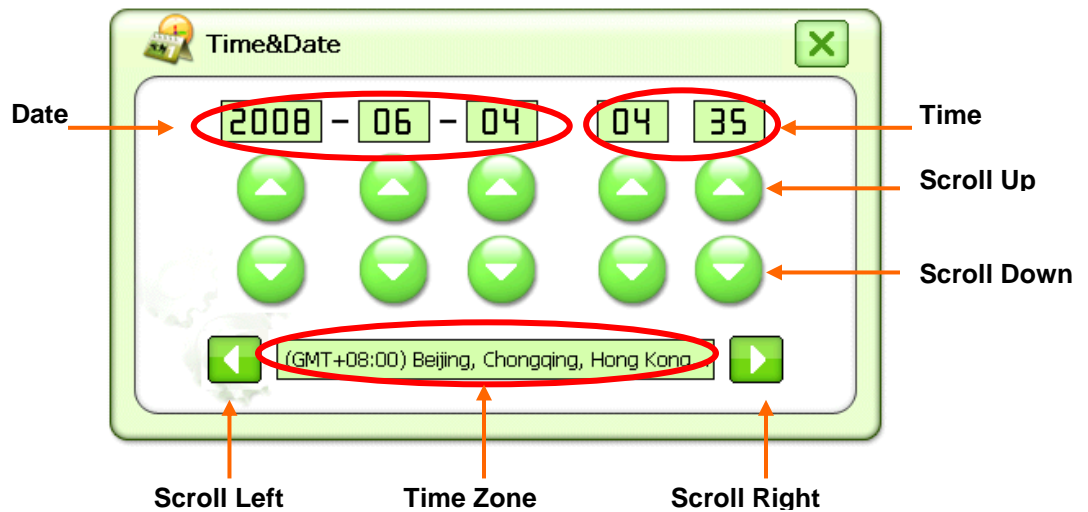 Time&Date
Date
2008 - 06 - 04 04 35
Time
Scroll Up
Scroll Down
(GMT+08:00) Beijing, Chongqing, Hong Kong, .
Scroll Left Time Zone Scroll Right